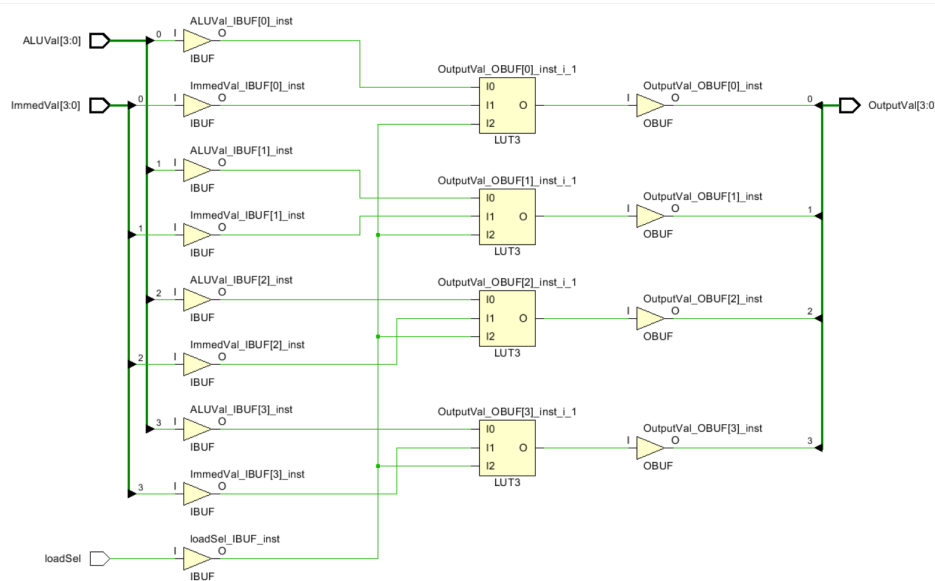 ALUVal_IBUF[0]_inst
ALUVal[3:0]
0
I
O
IBUF
OutputVal_OBUF[0]_inst_i_1
ImmedVal_IBUF[0]_inst
OutputVal_OBUF[0]_inst
ImmedVal[3:0]
0
I
O
IBUF
I0
I1
O
I2
LUT3
I
O
OBUF
0
OutputVal[3:0
ALUVal_IBUF[1]_inst
1
I
O
IBUF
OutputVal_OBUF[1]_inst_i_1
ImmedVal_IBUF[1]_inst
OutputVal_OBUF[1]_inst
1
I
O
IBUF
I0
I1
O
I2
LUT3
I
O
OBUF
1
ALUVal_IBUF[2]_inst
2
I
O
IBUF
OutputVal_OBUF[2]_inst_i_1
I0
I1
O
I2
LUT3
OutputVal_OBUF[2]_inst
I
O
OBUF
2
ImmedVal_IBUF[2]_inst
2
I
O
IBUF
ALUVal_IBUF[3]_inst
3
I
O
IBUF
OutputVal_OBUF[3]_inst_i_1
I0
I1
O
I2
LUT3
OutputVal_OBUF[3]_inst
I
O
OBUF
3
ImmedVal_IBUF[3]_inst
3
I
O
IBUF
loadSel_IBUF_inst
loadSel
I
O
IBUF